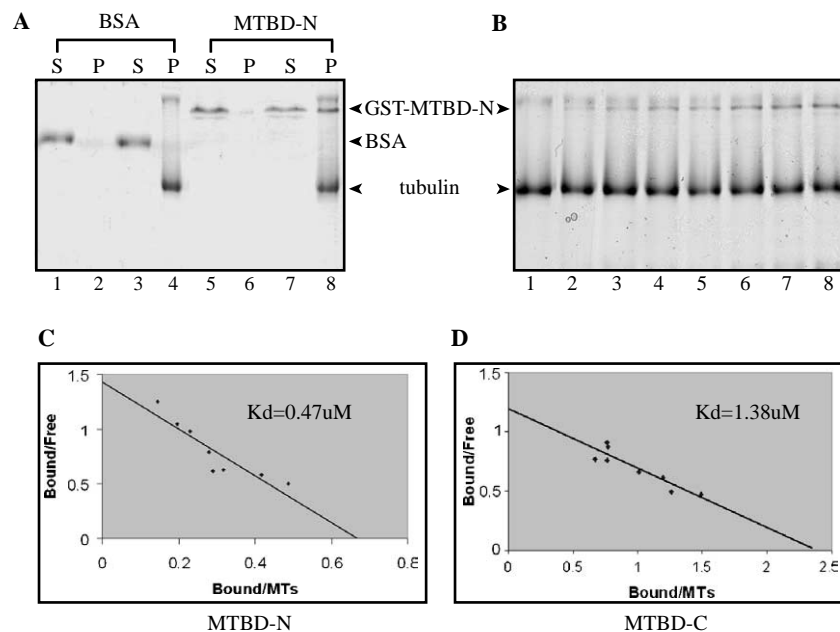 A
BSA
MTBD-N
B
S P S P S P S P
GST-MTBD-N
BSA
tubulin
1 2 3 4 5 6 7 8
1 2 3 4 5 6 7 8
C
D
1.5
1
0.5
0
Bound/Free
Kd=0.47uM
0 0.2 0.4 0.6 0.8
Bound/MTs
MTBD-N
1.5
1
0.5
0
Bound/Free
Kd=1.38uM
0 0.5 1 1.5 2 2.5
Bound/MTs
MTBD-C